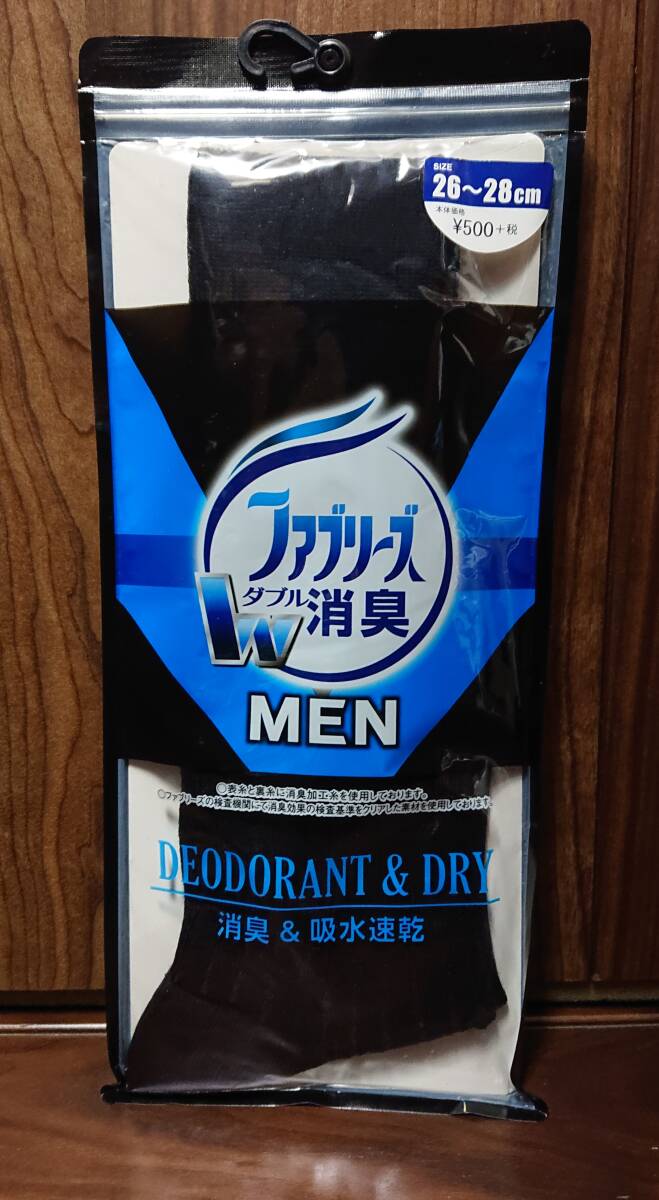 SIZE
26～28cm
本体価格
¥500+税
ファブリーズ
W ダブル 消臭
MEN
◎表糸と裏糸に消臭加工糸を使用しております。
◎ファブリーズの検査機関にて消臭効果の検査基準をクリアした素材を使用しております。
DEODORANT & DRY
消臭 & 吸水速乾